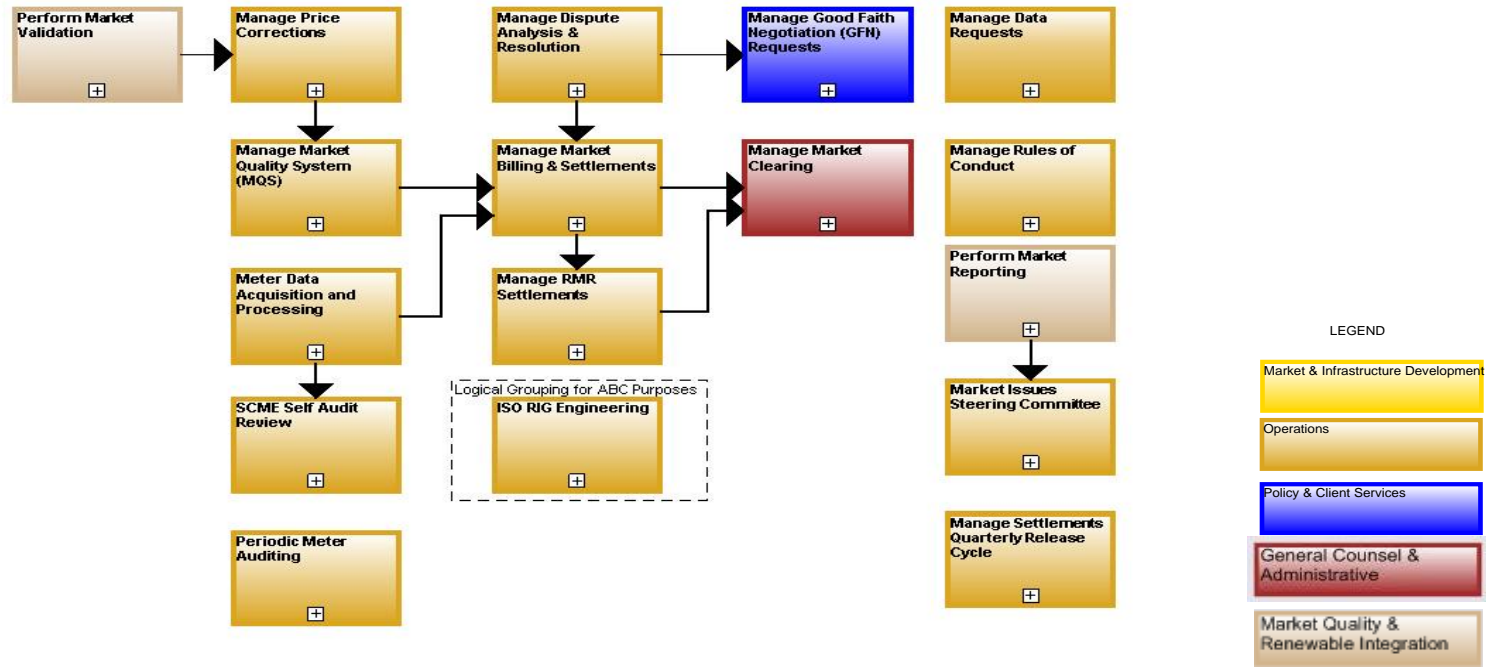 Perform Market
Validation
Manage Price
Corrections
Manage Dispute
Analysis &
Resolution
Manage Good Faith
Negotiation (GFN)
Requests
Manage Data
Requests
Manage Market
Quality System
(MQS)
Manage Market
Billing & Settlements
Manage Market
Clearing
Manage Rules of
Conduct
Meter Data
Acquisition and
Processing
Manage RMR
Settlements
Perform Market
Reporting
SCME Self Audit
Review
Logical Grouping for ABC Purposes
ISO RIG Engineering
Market Issues
Steering Committee
Periodic Meter
Auditing
Manage Settlements
Quarterly Release
Cycle
LEGEND
Market & Infrastructure Development
Operations
Policy & Client Services
General Counsel &
Administrative
Market Quality &
Renewable Integration